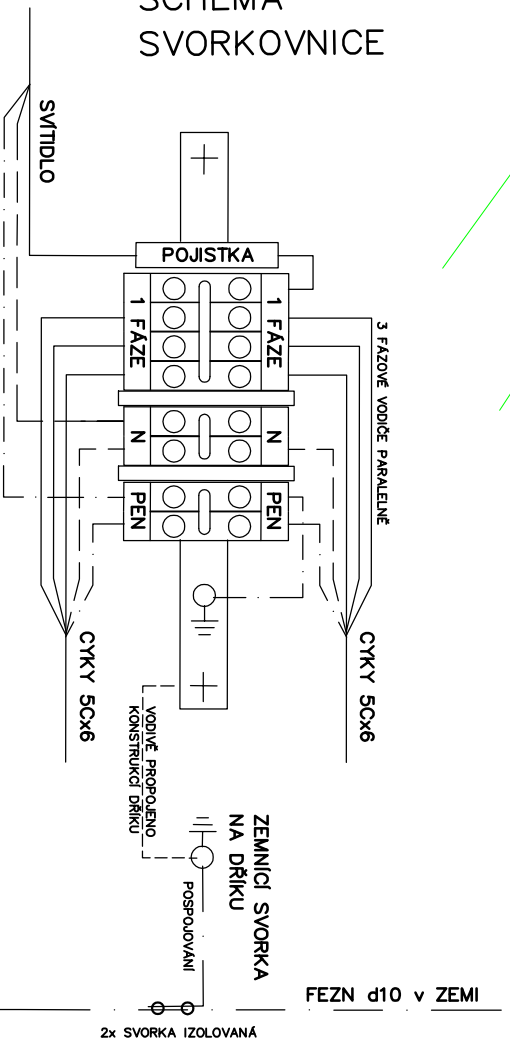 SCHÉMA
SVORKOVNICE
SVÍTIDLO
POJISTKA
1 FÁZE
1 FÁZE
3 FÁZOVÉ VODIČE PARALELNĚ
N
N
PEN
PEN
CYKY 5Cx6
CYKY 5Cx6
VODIVĚ PROPOJENO
KONSTRUKCÍ DŘÍKU
ZEMNÍCÍ SVORKA
NA DŘÍKU
POSPOJOVÁNÍ
FEZN d10 v ZEMI
2x SVORKA IZOLOVANÁ